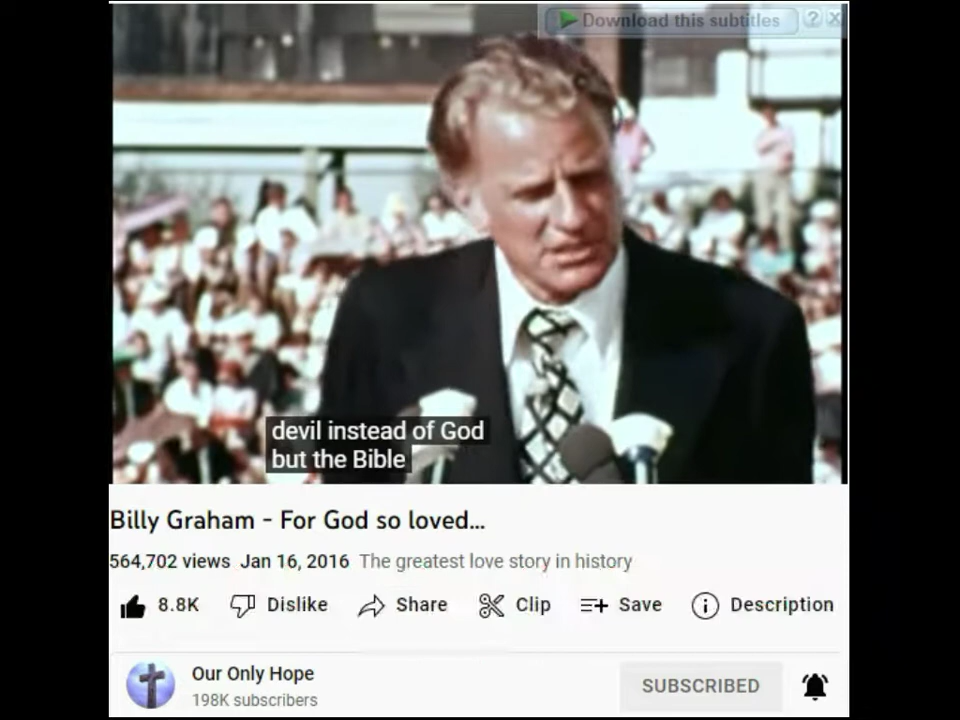 Download this subtitles ? X
devil instead of God
but the Bible
Billy Graham - For God so loved...
564,702 views Jan 16, 2016 The greatest love story in history
8.8K Dislike Share Clip Save Description
Our Only Hope
198K subscribers
SUBSCRIBED